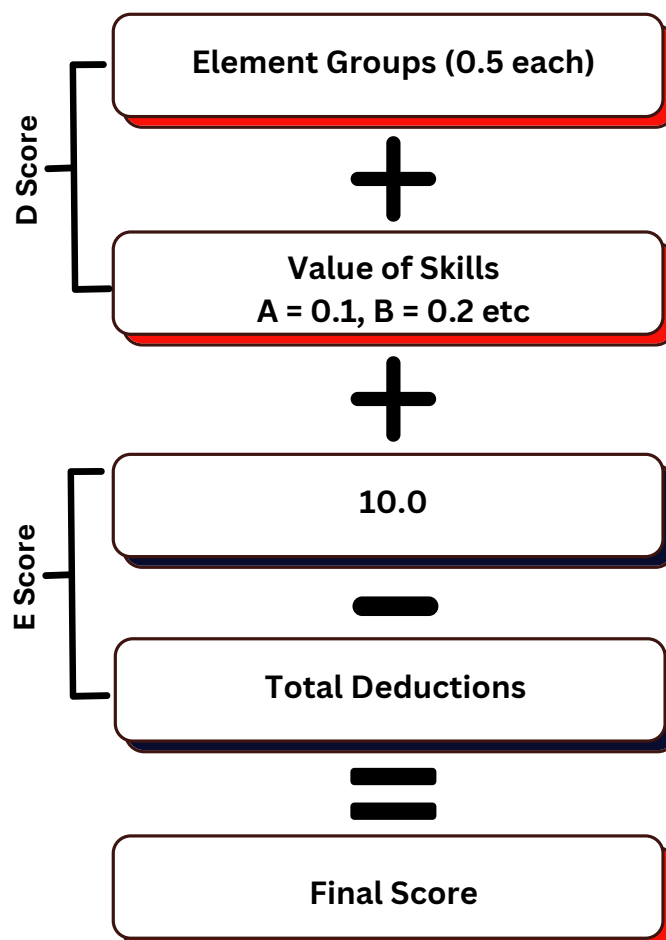 Element Groups (0.5 each)
D Score
Value of Skills
A = 0.1, B = 0.2 etc
10.0
E Score
Total Deductions
Final Score